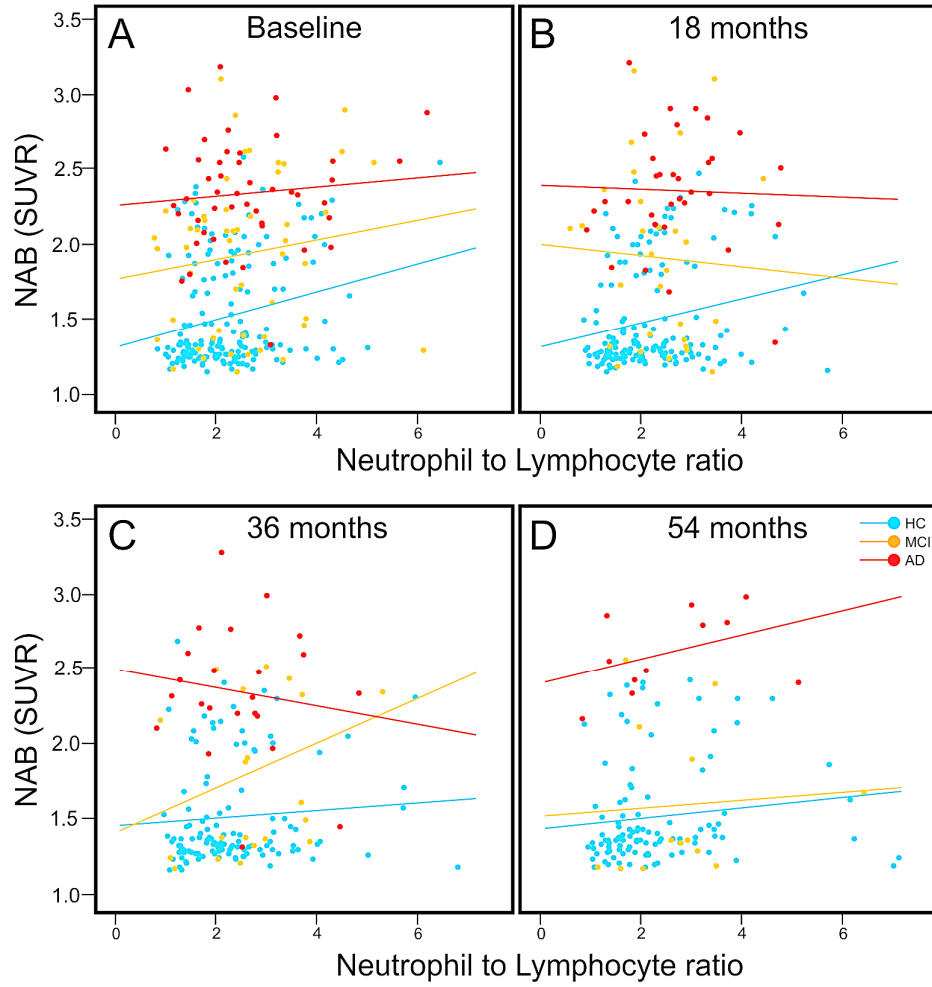 A Baseline
B 18 months
NAB (SUVR)
3.5
3.0
2.5
2.0
1.5
1.0
0 2 4 6
0 2 4 6
Neutrophil to Lymphocyte ratio
C 36 months
D 54 months
HC
MCI
AD
NAB (SUVR)
3.5
3.0
2.5
2.0
1.5
1.0
0 2 4 6
0 2 4 6
Neutrophil to Lymphocyte ratio